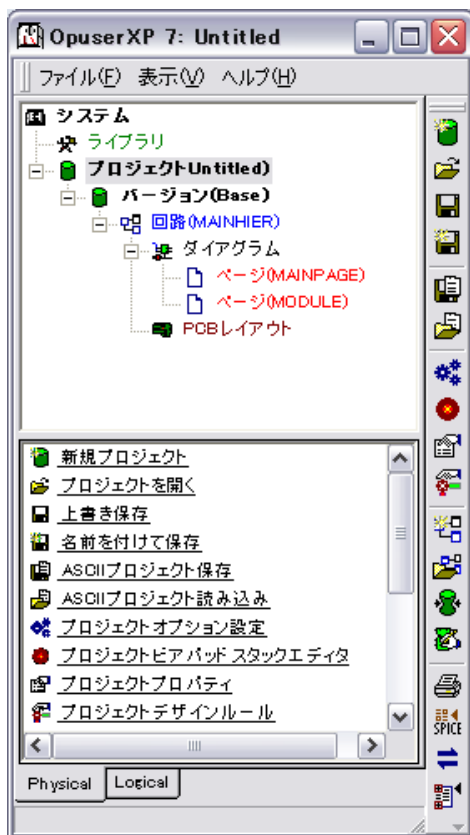 OpuserXP 7: Untitled
ファイル(F) 表示(V) ヘルプ(H)
システム
ライブラリ
プロジェクトUntitled)
バージョン(Base)
回路(MAINHIER)
ダイアグラム
ページ(MAINPAGE)
ページ(MODULE)
PCBレイアウト
新規プロジェクト
プロジェクトを開く
上書き保存
名前を付けて保存
ASCIIプロジェクト保存
ASCIIプロジェクト読み込み
プロジェクトオプション設定
プロジェクトビアパッドスタックエディタ
プロジェクトプロパティ
プロジェクトデザインルール
SPICE
Physical Logical